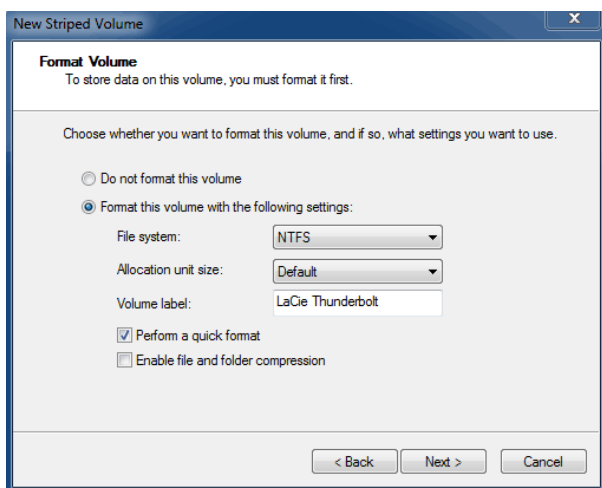 New Striped Volume
X
Format Volume
To store data on this volume, you must format it first.
Choose whether you want to format this volume, and if so, what settings you want to use.
Do not format this volume
Format this volume with the following settings:
File system: NTFS
Allocation unit size: Default
Volume label: LaCie Thunderbolt
Perform a quick format
Enable file and folder compression
< Back Next > Cancel